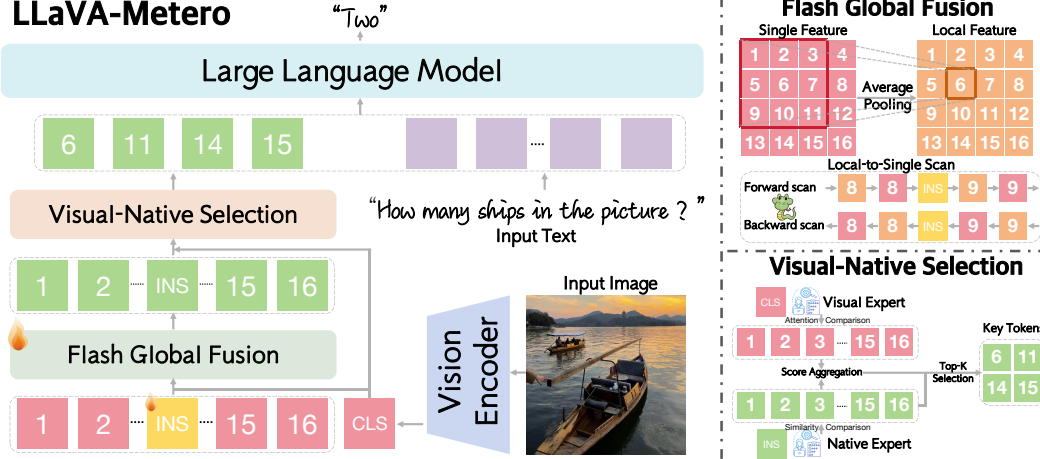 LLaVA-Metero
“Two”
Large Language Model
6 11 14 15 ....
Visual-Native Selection
“How many ships in the picture ? ”
Input Text
1 2 ..... INS ..... 15 16
Flash Global Fusion
1 2 .... INS .... 15 16 CLS
Vision Encoder
Input Image
Flash Global Fusion
Single Feature Local Feature
1 2 3 4 1 2 3 4
5 6 7 8 5 6 7 8
9 10 11 12 9 10 11 12
13 14 15 16 13 14 15 16
Average
Pooling
Local-to-Single Scan
Forward scan 8 8 INS 9 9
Backward scan 8 8 INS 9 9
Visual-Native Selection
CLS Visual Expert
Attention Comparison
1 2 3 ..... 15 16
Score Aggregation
1 2 3 ..... 15 16
Similarity Comparison
INS Native Expert
Top-K
Selection
Key Tokens
6 11
14 15